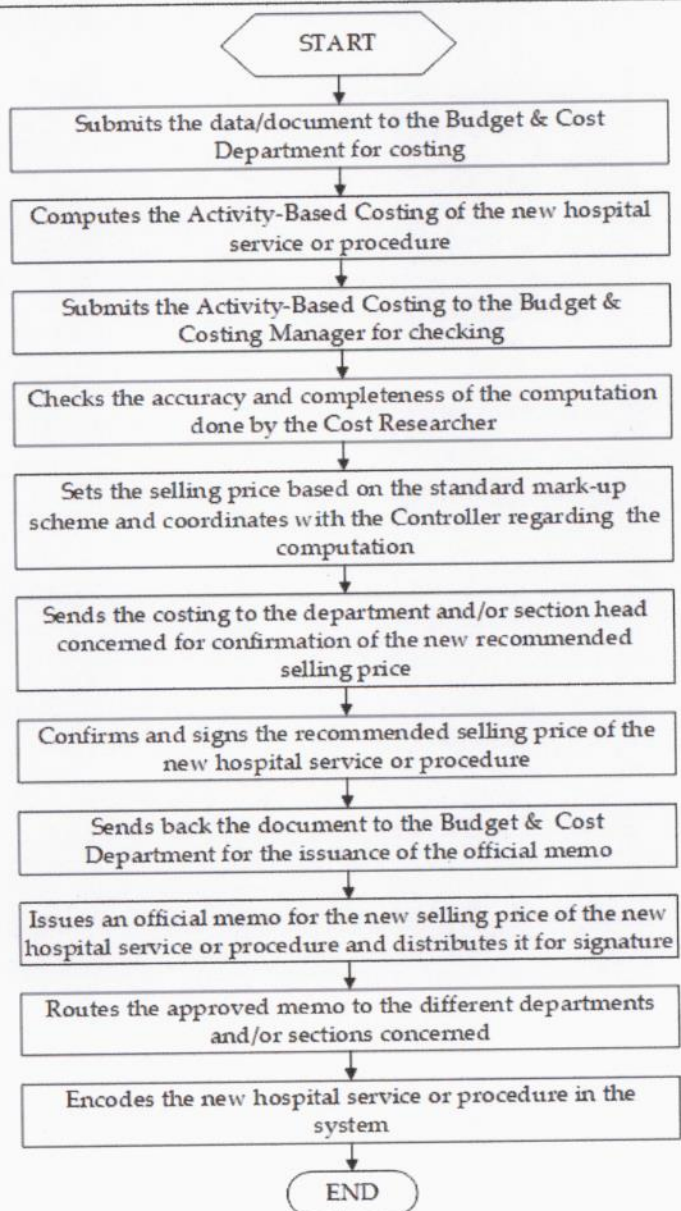 START
Submits the data/document to the Budget & Cost
Department for costing
Computes the Activity-Based Costing of the new hospital
service or procedure
Submits the Activity-Based Costing to the Budget &
Costing Manager for checking
Checks the accuracy and completeness of the computation
done by the Cost Researcher
Sets the selling price based on the standard mark-up
scheme and coordinates with the Controller regarding the
computation
Sends the costing to the department and/or section head
concerned for confirmation of the new recommended
selling price
Confirms and signs the recommended selling price of the
new hospital service or procedure
Sends back the document to the Budget & Cost
Department for the issuance of the official memo
Issues an official memo for the new selling price of the new
hospital service or procedure and distributes it for signature
Routes the approved memo to the different departments
and/or sections concerned
Encodes the new hospital service or procedure in the
system
END